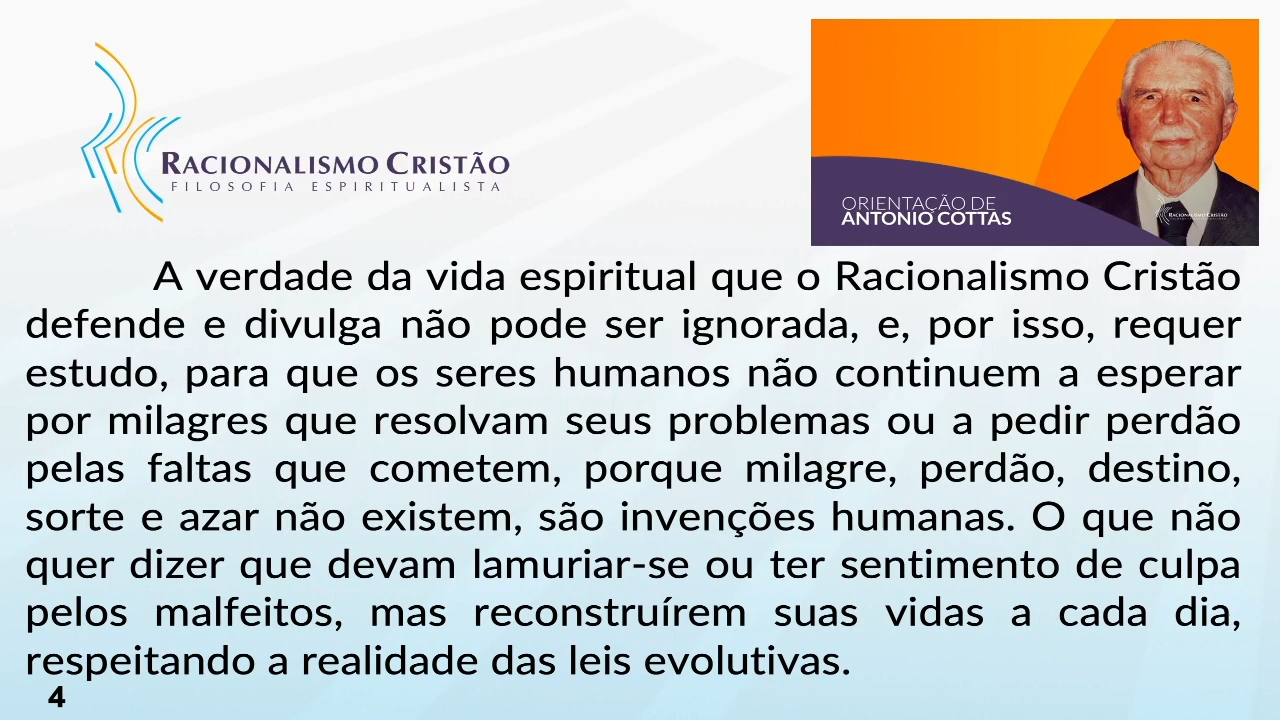 RACIONALISMO CRISTÃO
FILOSOFIA ESPIRITUALISTA
ORIENTAÇÃO DE
ANTONIO COTTAS
RACIONALISMO CRISTÃO
A verdade da vida espiritual que o Racionalismo Cristão
defende e divulga não pode ser ignorada, e, por isso, requer
estudo, para que os seres humanos não continuem a esperar
por milagres que resolvam seus problemas ou a pedir perdão
pelas faltas que cometem, porque milagre, perdão, destino,
sorte e azar não existem, são invenções humanas. O que não
quer dizer que devam lamuriar-se ou ter sentimento de culpa
pelos malfeitos, mas reconstruírem suas vidas a cada dia,
respeitando a realidade das leis evolutivas.
4